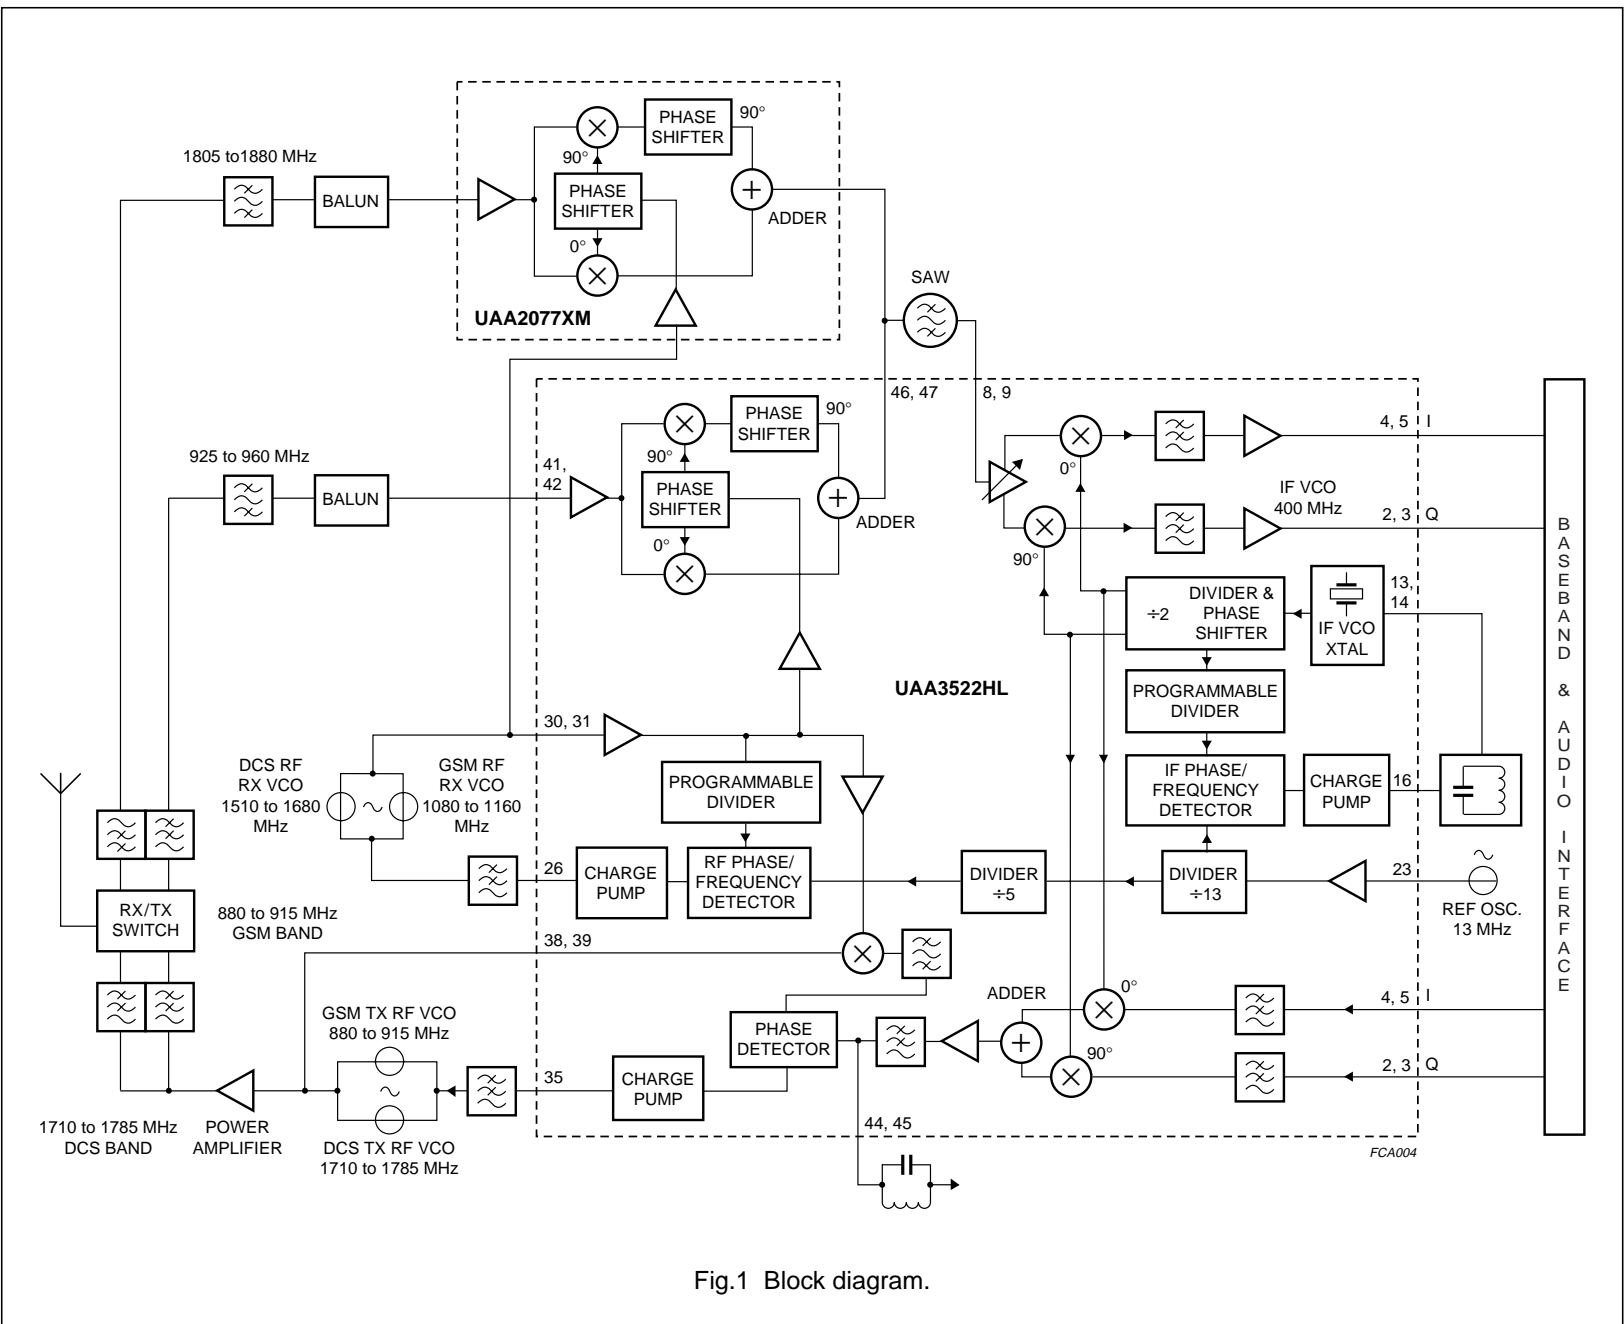 90°
PHASE
SHIFTER
1805 to1880 MHz
90°
BALUN
PHASE
SHIFTER
ADDER
0°
UAA2077XM
SAW
46, 47
8, 9
PHASE
SHIFTER
90°
4, 5
I
925 to 960 MHz
90°
0°
41,
42
BALUN
PHASE
SHIFTER
ADDER
IF VCO
400 MHz
2, 3
Q
0°
90°
÷2
DIVIDER &
PHASE
SHIFTER
IF VCO
XTAL
13,
14
UAA3522HL
PROGRAMMABLE
DIVIDER
30, 31
DCS RF
RX VCO
1510 to 1680
MHz
GSM RF
RX VCO
1080 to 1160
MHz
PROGRAMMABLE
DIVIDER
IF PHASE/
FREQUENCY
DETECTOR
CHARGE
PUMP
16
26
CHARGE
PUMP
RF PHASE/
FREQUENCY
DETECTOR
DIVIDER
÷5
DIVIDER
÷13
23
REF OSC.
13 MHz
RX/TX
SWITCH
880 to 915 MHz
GSM BAND
38, 39
ADDER
0°
4, 5
I
GSM TX RF VCO
880 to 915 MHz
PHASE
DETECTOR
90°
2, 3
Q
35
CHARGE
PUMP
1710 to 1785 MHz
DCS BAND
POWER
AMPLIFIER
DCS TX RF VCO
1710 to 1785 MHz
44, 45
FCA004
BASEBAND & AUDIO INTERFACE
Fig.1 Block diagram.